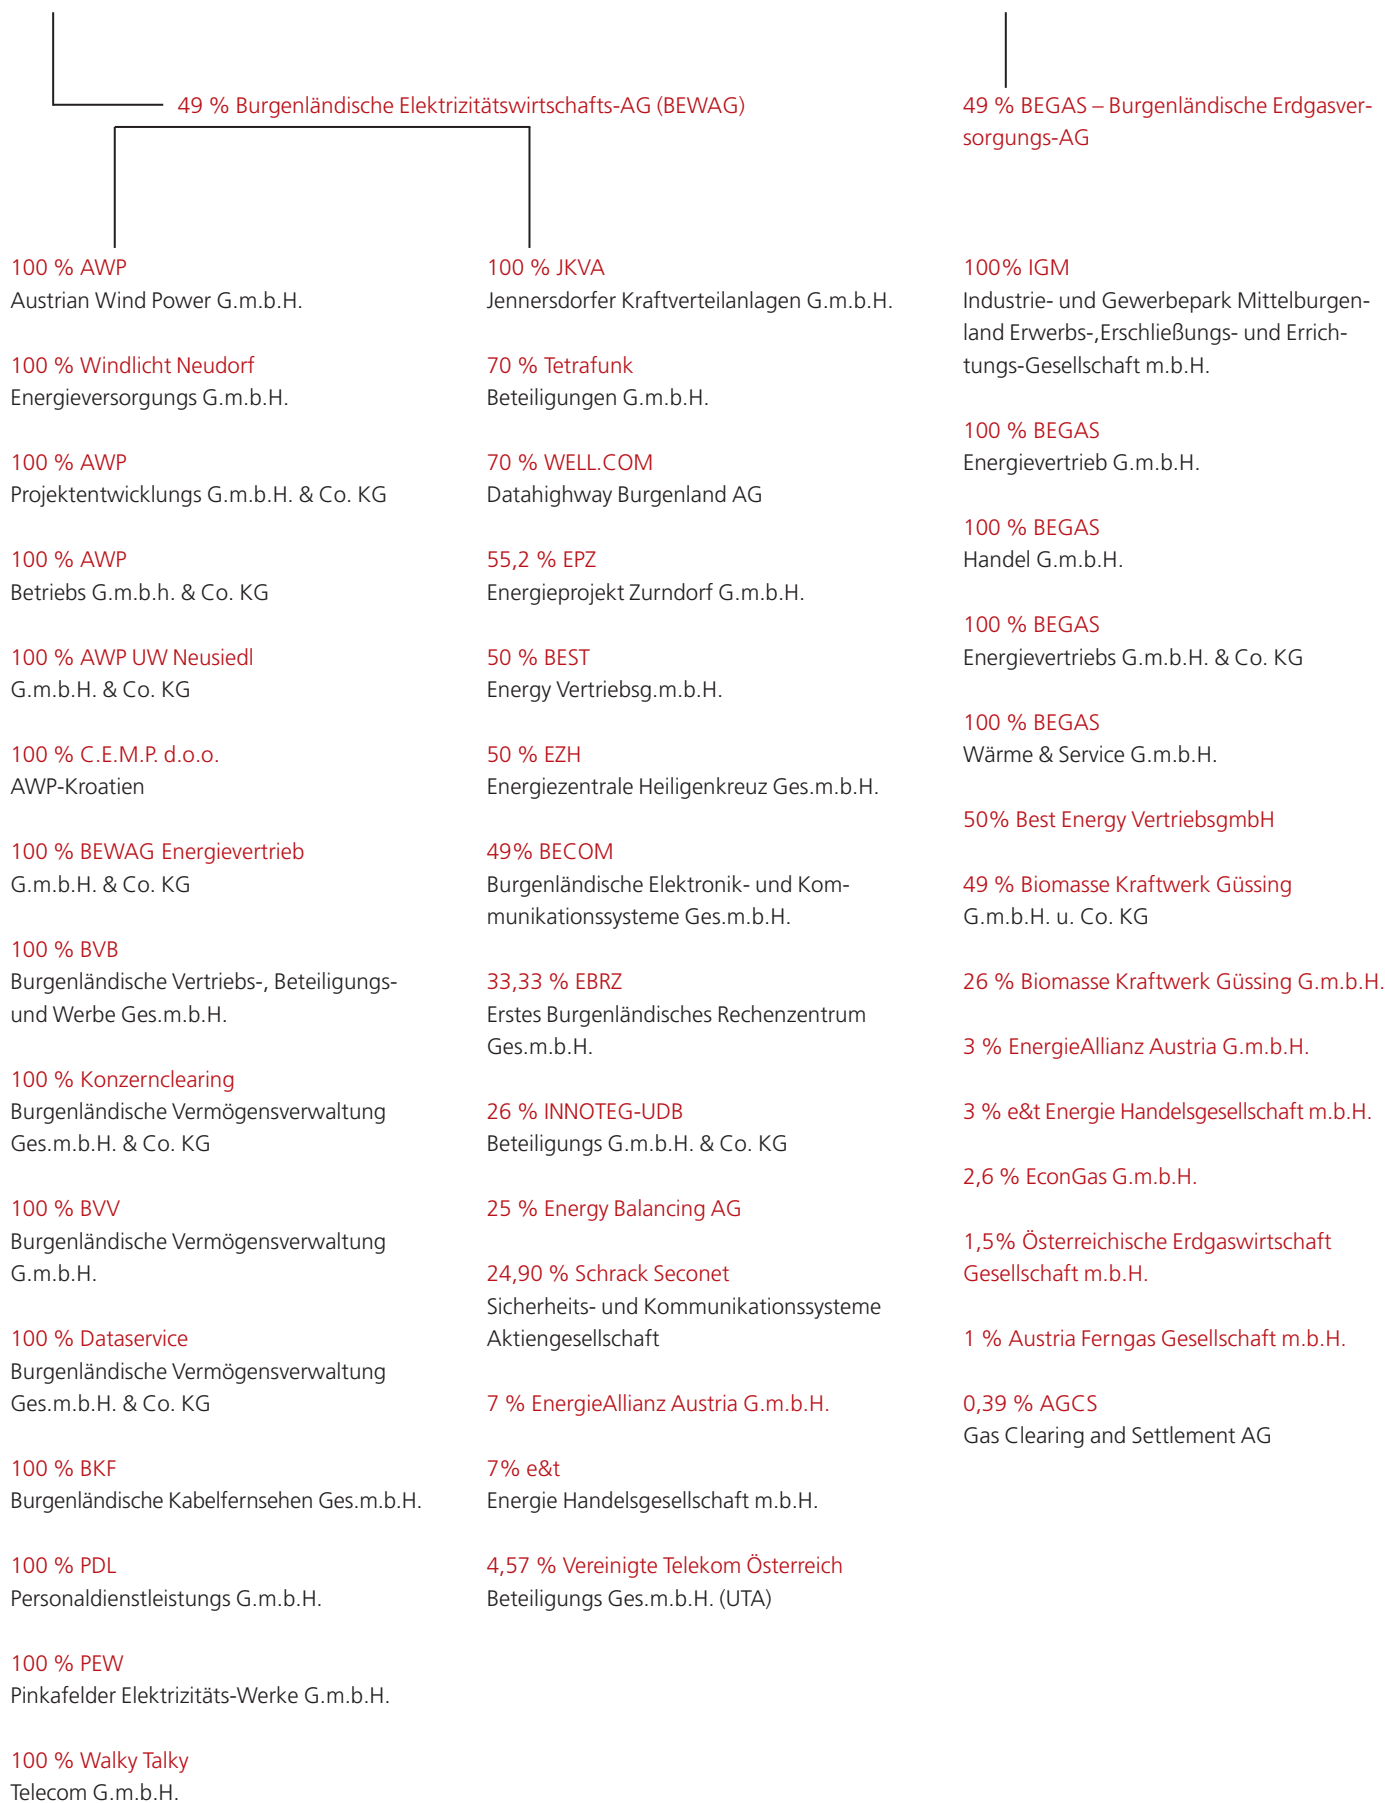 49 % Burgenländische Elektrizitätswirtschafts-AG (BEWAG)
100 % AWP
Austrian Wind Power G.m.b.H.
100 % Windlicht Neudorf
Energieversorgungs G.m.b.H.
100 % AWP
Projektentwicklungs G.m.b.H. & Co. KG
100 % AWP
Betriebs G.m.b.h. & Co. KG
100 % AWP UW Neusiedl
G.m.b.H. & Co. KG
100 % C.E.M.P. d.o.o.
AWP-Kroatien
100 % BEWAG Energievertrieb
G.m.b.H. & Co. KG
100 % BVB
Burgenländische Vertriebs-, Beteiligungs-
und Werbe Ges.m.b.H.
100 % Konzernclearing
Burgenländische Vermögensverwaltung
Ges.m.b.H. & Co. KG
100 % BVV
Burgenländische Vermögensverwaltung
G.m.b.H.
100 % Dataservice
Burgenländische Vermögensverwaltung
Ges.m.b.H. & Co. KG
100 % BKF
Burgenländische Kabelfernsehen Ges.m.b.H.
100 % PDL
Personaldienstleistungs G.m.b.H.
100 % PEW
Pinkafelder Elektrizitäts-Werke G.m.b.H.
100 % Walky Talky
Telecom G.m.b.H.
100 % JKVA
Jennersdorfer Kraftverteilanlagen G.m.b.H.
70 % Tetrafunk
Beteiligungen G.m.b.H.
70 % WELL.COM
Datahighway Burgenland AG
55,2 % EPZ
Energieprojekt Zurndorf G.m.b.H.
50 % BEST
Energy Vertriebsg.m.b.H.
50 % EZH
Energiezentrale Heiligenkreuz Ges.m.b.H.
49% BECOM
Burgenländische Elektronik- und Kom-
munikationssysteme Ges.m.b.H.
33,33 % EBRZ
Erstes Burgenländisches Rechenzentrum
Ges.m.b.H.
26 % INNOTEG-UDB
Beteiligungs G.m.b.H. & Co. KG
25 % Energy Balancing AG
24,90 % Schrack Seconet
Sicherheits- und Kommunikationssysteme
Aktiengesellschaft
7 % EnergieAllianz Austria G.m.b.H.
7% e&t
Energie Handelsgesellschaft m.b.H.
4,57 % Vereinigte Telekom Österreich
Beteiligungs Ges.m.b.H. (UTA)
49 % BEGAS – Burgenländische Erdgasver-
sorgungs-AG
100% IGM
Industrie- und Gewerbepark Mittelburgen-
land Erwerbs-,Erschließungs- und Errich-
tungs-Gesellschaft m.b.H.
100 % BEGAS
Energievertrieb G.m.b.H.
100 % BEGAS
Handel G.m.b.H.
100 % BEGAS
Energievertriebs G.m.b.H. & Co. KG
100 % BEGAS
Wärme & Service G.m.b.H.
50% Best Energy VertriebsgmbH
49 % Biomasse Kraftwerk Güssing
G.m.b.H. u. Co. KG
26 % Biomasse Kraftwerk Güssing G.m.b.H.
3 % EnergieAllianz Austria G.m.b.H.
3 % e&t Energie Handelsgesellschaft m.b.H.
2,6 % EconGas G.m.b.H.
1,5% Österreichische Erdgaswirtschaft
Gesellschaft m.b.H.
1 % Austria Ferngas Gesellschaft m.b.H.
0,39 % AGCS
Gas Clearing and Settlement AG